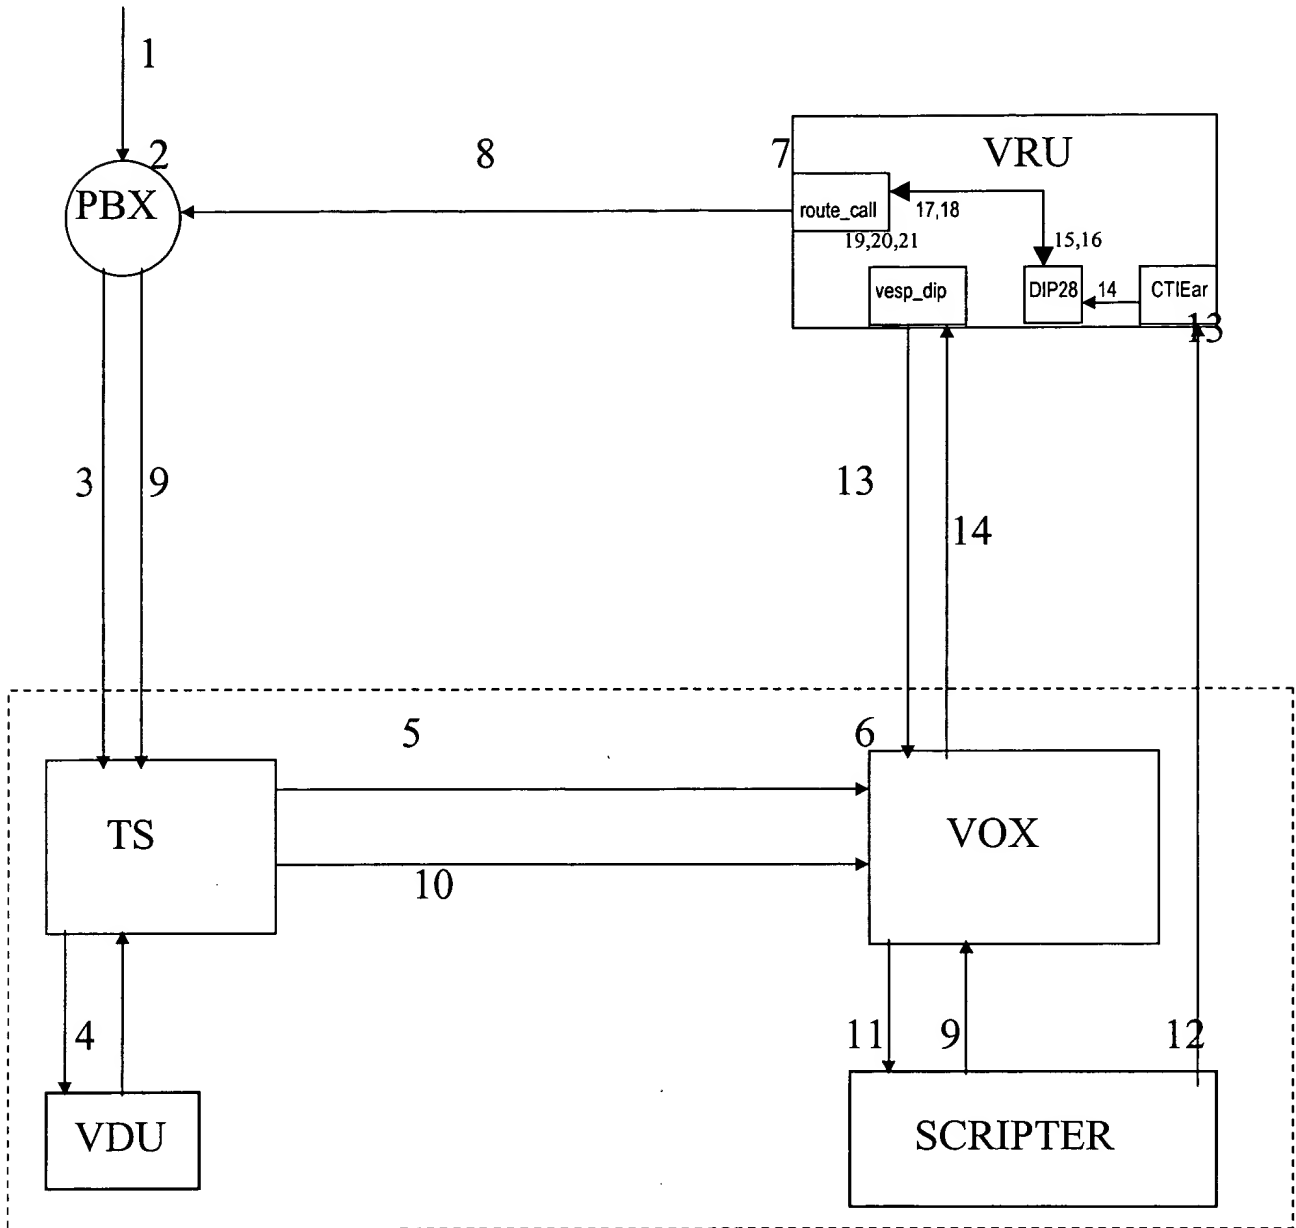 1
2
PBX
8
7
VRU
route_call
17,18
19,20,21
15,16
vesp_dip
DIP28
14
CTIEar
13
3
9
13
14
5
6
TS
VOX
10
4
11
9
12
VDU
SCRIPTER